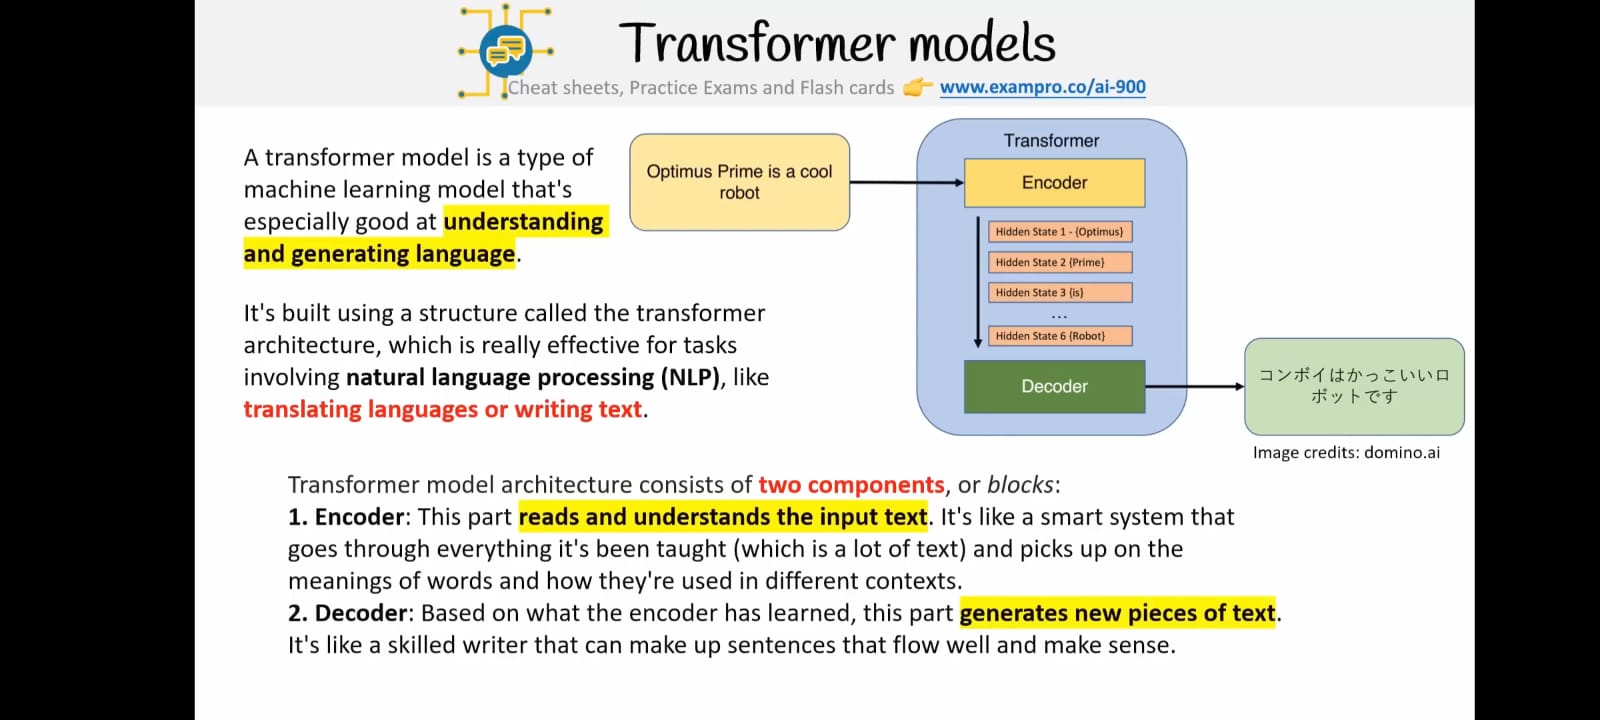 Transformer models
Cheat sheets, Practice Exams and Flash cards 👉 www.exampro.co/ai-900
A transformer model is a type of
machine learning model that's
especially good at understanding
and generating language.
It's built using a structure called the transformer
architecture, which is really effective for tasks
involving natural language processing (NLP), like
translating languages or writing text.
Optimus Prime is a cool
robot
Transformer
Encoder
Hidden State 1 - {Optimus}
Hidden State 2 {Prime}
Hidden State 3 {is}
...
Hidden State 6 {Robot}
Decoder
コンボイはかっこいいロ
ボットです
Image credits: domino.ai
Transformer model architecture consists of two components, or blocks:
1. Encoder: This part reads and understands the input text. It's like a smart system that
goes through everything it's been taught (which is a lot of text) and picks up on the
meanings of words and how they're used in different contexts.
2. Decoder: Based on what the encoder has learned, this part generates new pieces of text.
It's like a skilled writer that can make up sentences that flow well and make sense.